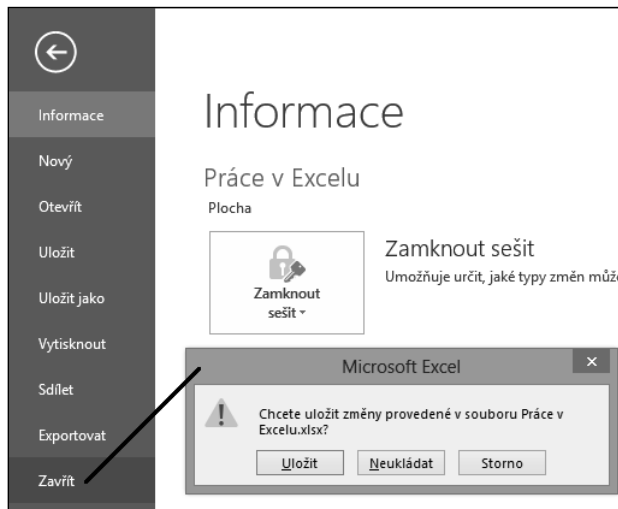 Informace
Nový
Otevřít
Uložit
Uložit jako
Vytisknout
Sdílet
Exportovat
Zavřít
Informace
Práce v Excelu
Plocha
Zamknout
sešit
Zamknout sešit
Umožňuje určit, jaké typy změn
Microsoft Excel
Chcete uložit změny provedené v souboru Práce v
Excelu.xlsx?
Uložit
Neukládat
Storno